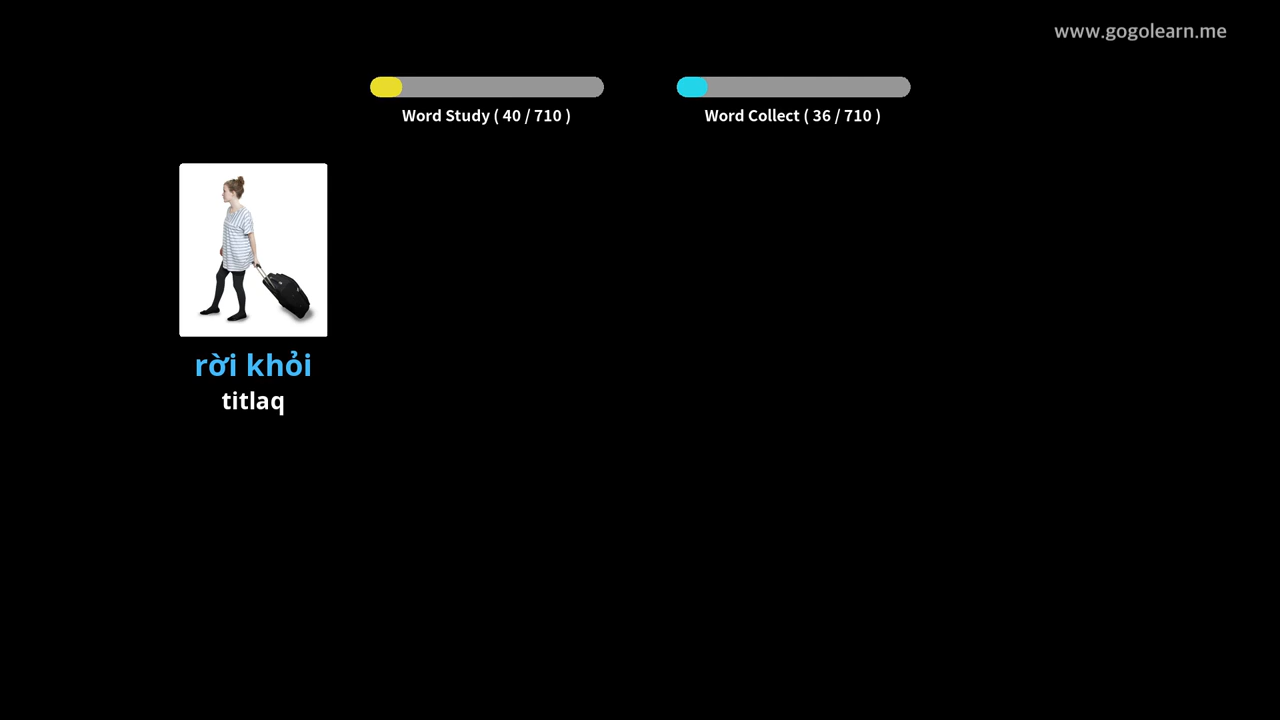 www.gogolearn.me
Word Study ( 40 / 710 )
Word Collect ( 36 / 710 )
rời khỏi
titlaq